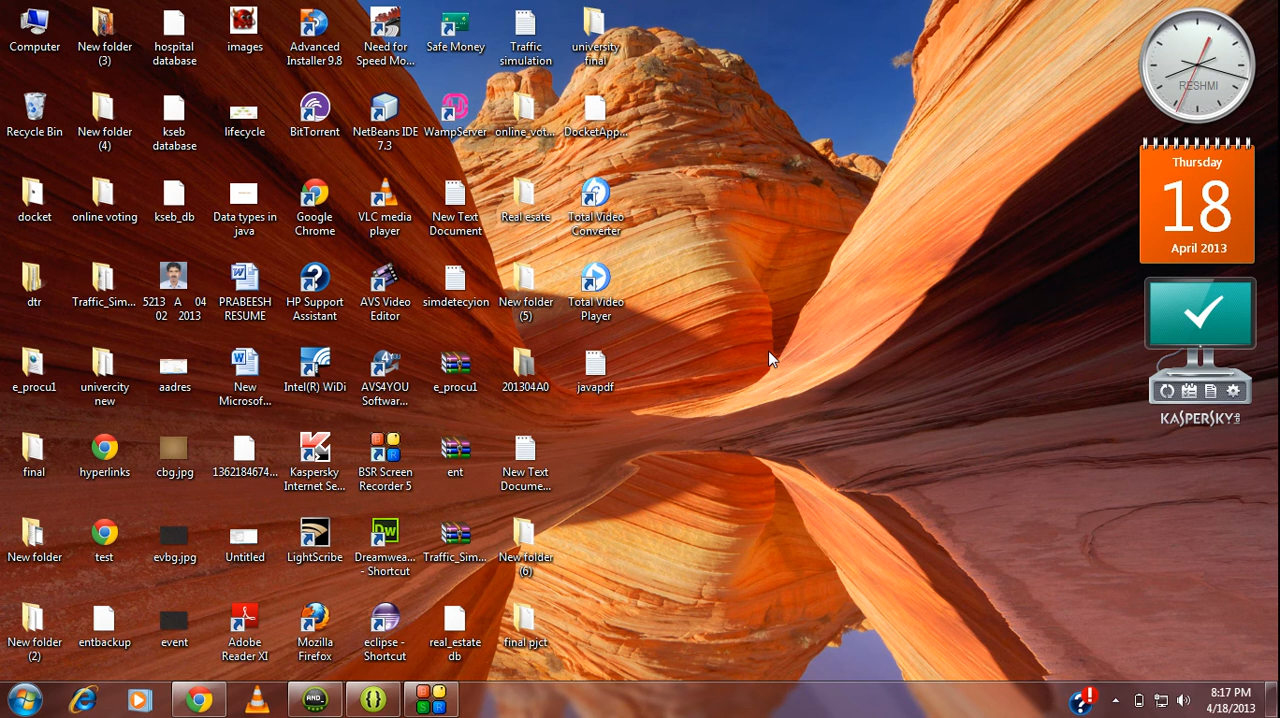 Computer
New folder
(3)
hospital
database
images
Advanced
Installer 9.8
Need for
Speed Mo...
Safe Money
Traffic
simulation
university
final
Recycle Bin
New folder
(4)
kseb
database
lifecycle
BitTorrent
NetBeans IDE
7.3
WampServer
online_vot...
DocketApp...
docket
online voting
kseb_db
Data types in
java
Google
Chrome
VLC media
player
New Text
Document
Real esate
Total Video
Converter
dtr
Traffic_Sim...
5213 A 04
02 2013
PRABEESH
RESUME
HP Support
Assistant
AVS Video
Editor
simdetecyion
New folder
(5)
Total Video
Player
e_procu1
univercity
new
aadres
New
Microsof...
Intel(R) WiDi
AVS4YOU
Softwar...
e_procu1
201304A0
javapdf
final
hyperlinks
cbg.jpg
1362184674...
Kaspersky
Internet Se...
BSR Screen
Recorder 5
ent
New Text
Docume...
New folder
test
evbg.jpg
Untitled
LightScribe
Dreamwea...
- Shortcut
Traffic_Sim...
New folder
(6)
New folder
(2)
entbackup
event
Adobe
Reader XI
Mozilla
Firefox
eclipse -
Shortcut
real_estate
db
final pjct
RESHMI
Thursday
18
April 2013
KASPERSKY
8:17 PM
4/18/2013